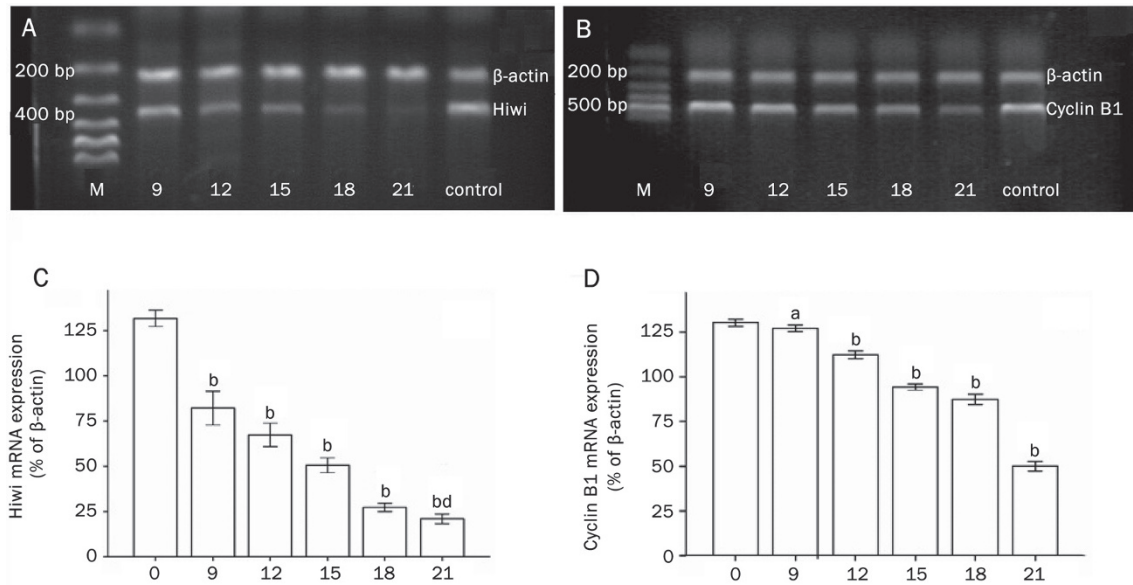 A
200 bp
β-actin
400 bp
Hiwi
M 9 12 15 18 21 control
B
200 bp
β-actin
500 bp
Cyclin B1
M 9 12 15 18 21 control
C
Hiwi mRNA expression
(% of β-actin)
125
100
75
50
25
0
b
b
b
b
bd
0 9 12 15 18 21
D
Cyclin B1 mRNA expression
(% of β-actin)
125
100
75
50
25
0
a
b
b
b
b
0 9 12 15 18 21